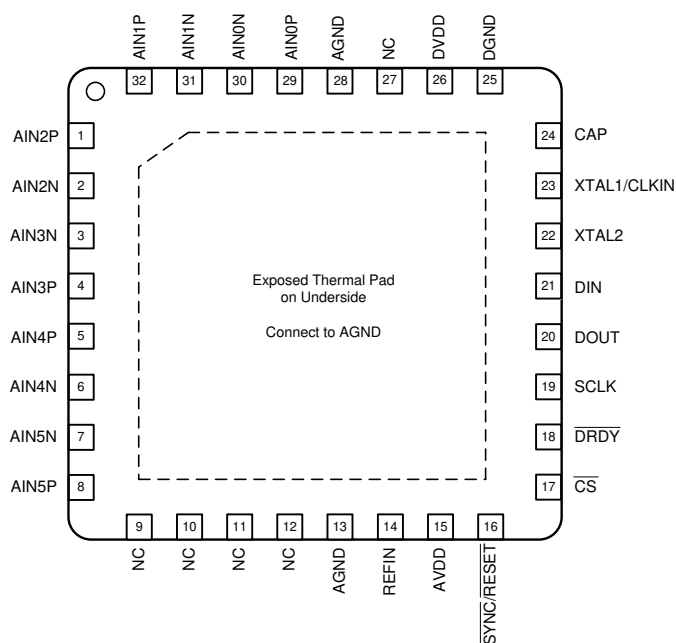 AIN1P
AIN1N
AIN0N
AIN0P
AGND
NC
DVDD
DGND
32
31
30
29
28
27
26
25
AIN2P
1
24
CAP
AIN2N
2
23
XTAL1/CLKIN
AIN3N
3
22
XTAL2
AIN3P
4
Exposed Thermal Pad
on Underside
21
DIN
AIN4P
5
Connect to AGND
20
DOUT
AIN4N
6
19
SCLK
AIN5N
7
18
DRDY
AIN5P
8
17
CS
9
10
11
12
13
14
15
16
NC
NC
NC
NC
AGND
REFIN
AVDD
SYNC/RESET